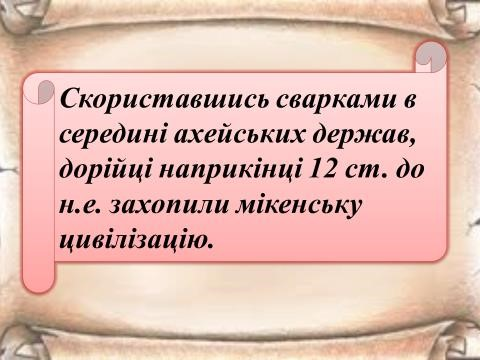 Скориставшись сварками в
середині ахейських держав,
дорійці наприкінці 12 ст. до
н.е. захопили мікенську
цивілізацію.